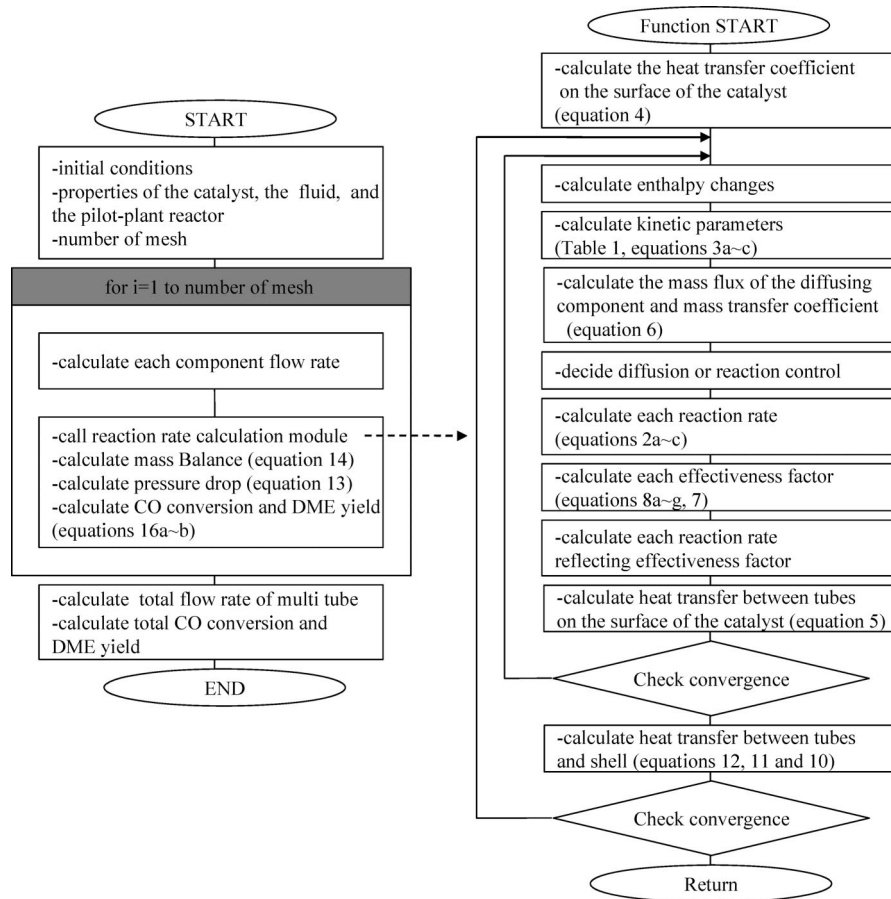 START
-initial conditions
-properties of the catalyst, the fluid, and
the pilot-plant reactor
-number of mesh
for i=1 to number of mesh
-calculate each component flow rate
-call reaction rate calculation module
-calculate mass Balance (equation 14)
-calculate pressure drop (equation 13)
-calculate CO conversion and DME yield
(equations 16a~b)
-calculate total flow rate of multi tube
-calculate total CO conversion and
DME yield
END
Function START
-calculate the heat transfer coefficient
on the surface of the catalyst
(equation 4)
-calculate enthalpy changes
-calculate kinetic parameters
(Table 1, equations 3a~c)
-calculate the mass flux of the diffusing
component and mass transfer coefficient
(equation 6)
-decide diffusion or reaction control
-calculate each reaction rate
(equations 2a~c)
-calculate each effectiveness factor
(equations 8a~g, 7)
-calculate each reaction rate
reflecting effectiveness factor
-calculate heat transfer between tubes
on the surface of the catalyst (equation 5)
Check convergence
-calculate heat transfer between tubes
and shell (equations 12, 11 and 10)
Check convergence
Return